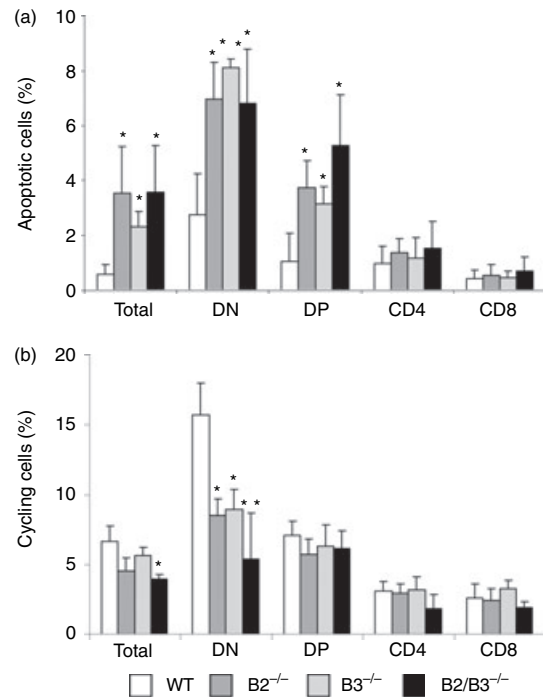 (a)
Apoptotic cells (%)
10
8
6
4
2
0
* * * * * * * * * *
Total DN DP CD4 CD8
(b)
Cycling cells (%)
20
15
10
5
0
* * * * *
Total DN DP CD4 CD8
WT B2⁻/⁻ B3⁻/⁻ B2/B3⁻/⁻